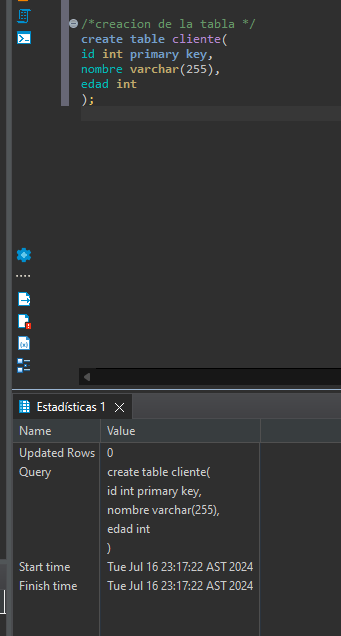 /*creacion de la tabla */
create table cliente(
id int primary key,
nombre varchar(255),
edad int
);
Estadísticas 1
Name Value
Updated Rows 0
Query create table cliente(
id int primary key,
nombre varchar(255),
edad int
)
Start time Tue Jul 16 23:17:22 AST 2024
Finish time Tue Jul 16 23:17:22 AST 2024